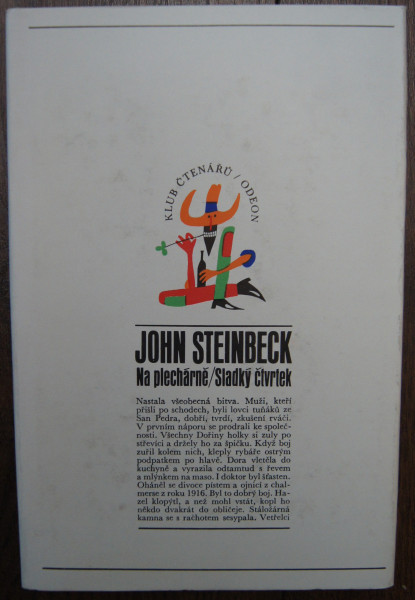 KLUB ČTENÁŘŮ / ODEON
JOHN STEINBECK
Na plechárně/Sladký čtvrtek
Nastala všeobecná bitva. Muži, kteří
přišli po schodech, byli lovci tuňáků ze
San Pedra, dobří, tvrdí, zkušení rváči.
V prvním náporu se prodrali ke společ-
nosti. Všechny Dořiny holky si zuly po
střevíci a držely ho za špičku. Když boj
zuřil kolem nich, kleply rybáře ostrým
podpatkem po hlavě. Dora vletěla do
kuchyně a vyrazila odtamtud s řevem
a mlýnkem na maso. I doktor byl šťasten.
Oháněl se divoce pístem a ojnicí z chal-
merse z roku 1916. Byl to dobrý boj. Ha-
zel klopýtl, a než mohl vstát, kopl ho
někdo dvakrát do obličeje. Stáložárná
kamna se s rachotem sesypala. Vetřelci